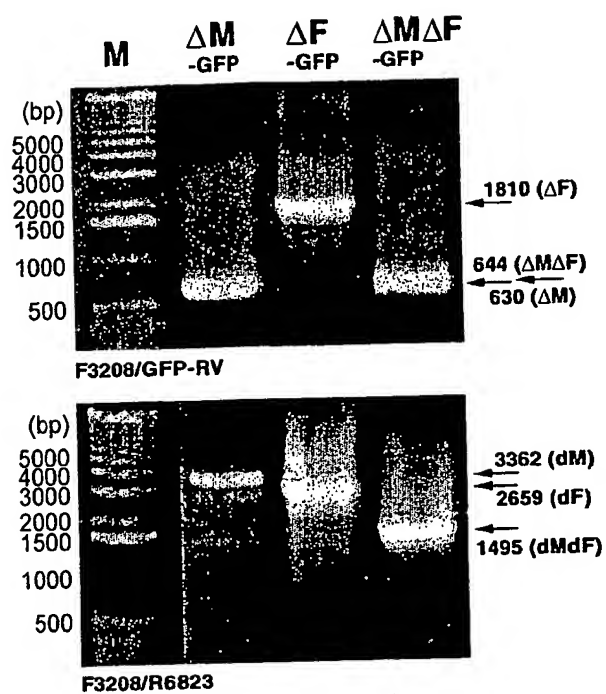 M ΔM ΔF ΔMΔF
-GFP -GFP -GFP
(bp)
5000
4000
3000
2000
1500
1000
500
1810 (ΔF)
644 (ΔMΔF)
630 (ΔM)
F3208/GFP-RV
(bp)
5000
4000
3000
2000
1500
1000
500
3362 (dM)
2659 (dF)
1495 (dMdF)
F3208/R6823